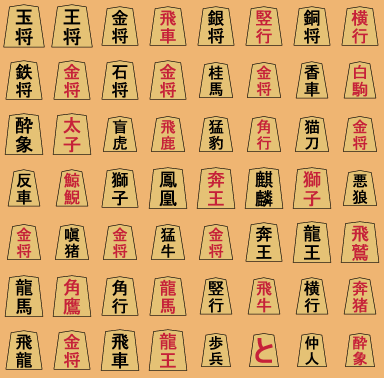 玉将 王将 金将 飛車 銀将 竪行 銅将 横行
鉄将 金将 石将 金将 桂馬 金将 香車 白駒
酔象 太子 盲虎 飛鹿 猛豹 角行 猫刀 金将
反車 鯨鯢 獅子 鳳凰 奔王 麒麟 獅子 悪狼
金将 嗔猪 金将 猛牛 金将 奔王 龍王 飛鷲
龍馬 角鷹 角行 龍馬 竪行 飛牛 横行 奔猪
飛龍 金将 飛車 龍王 歩兵 と 仲人 酔象